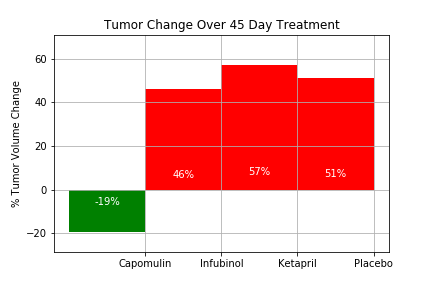 Tumor Change Over 45 Day Treatment
% Tumor Volume Change
60
40
20
0
−20
-19%
46%
57%
51%
Capomulin
Infubinol
Ketapril
Placebo